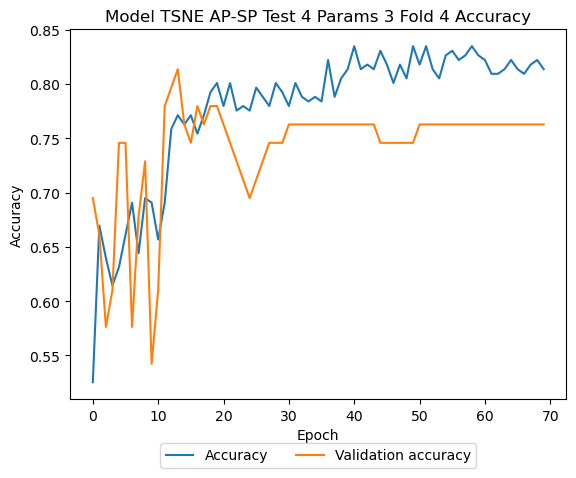 Model TSNE AP-SP Test 4 Params 3 Fold 4 Accuracy
0.85
0.80
0.75
0.70
0.65
0.60
0.55
Accuracy
0 10 20 30 40 50 60 70
Epoch
Accuracy Validation accuracy